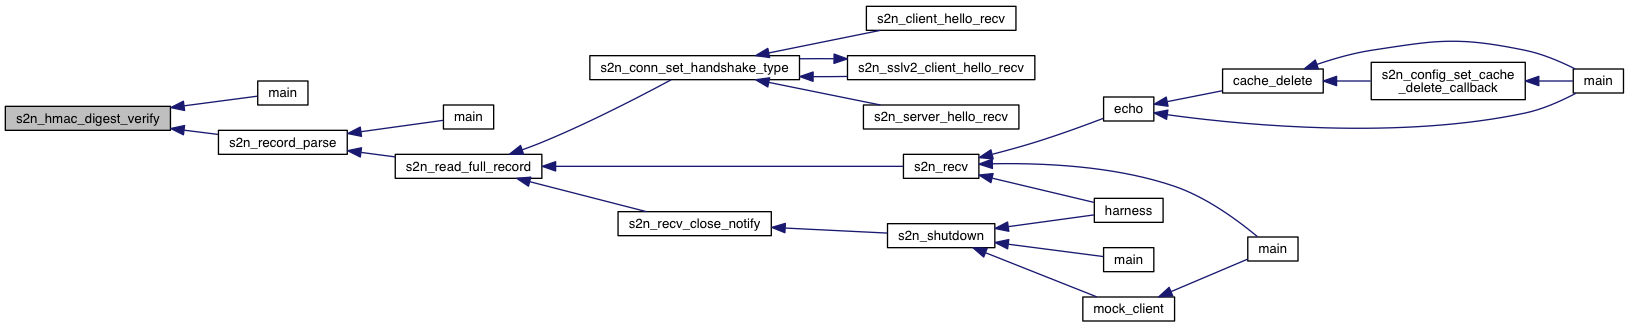 s2n_client_hello_recv
s2n_conn_set_handshake_type
s2n_sslv2_client_hello_recv
s2n_config_set_cache
_delete_callback
cache_delete
main
main
echo
s2n_hmac_digest_verify
main
s2n_server_hello_recv
s2n_record_parse
s2n_read_full_record
s2n_recv
harness
s2n_recv_close_notify
s2n_shutdown
main
main
mock_client